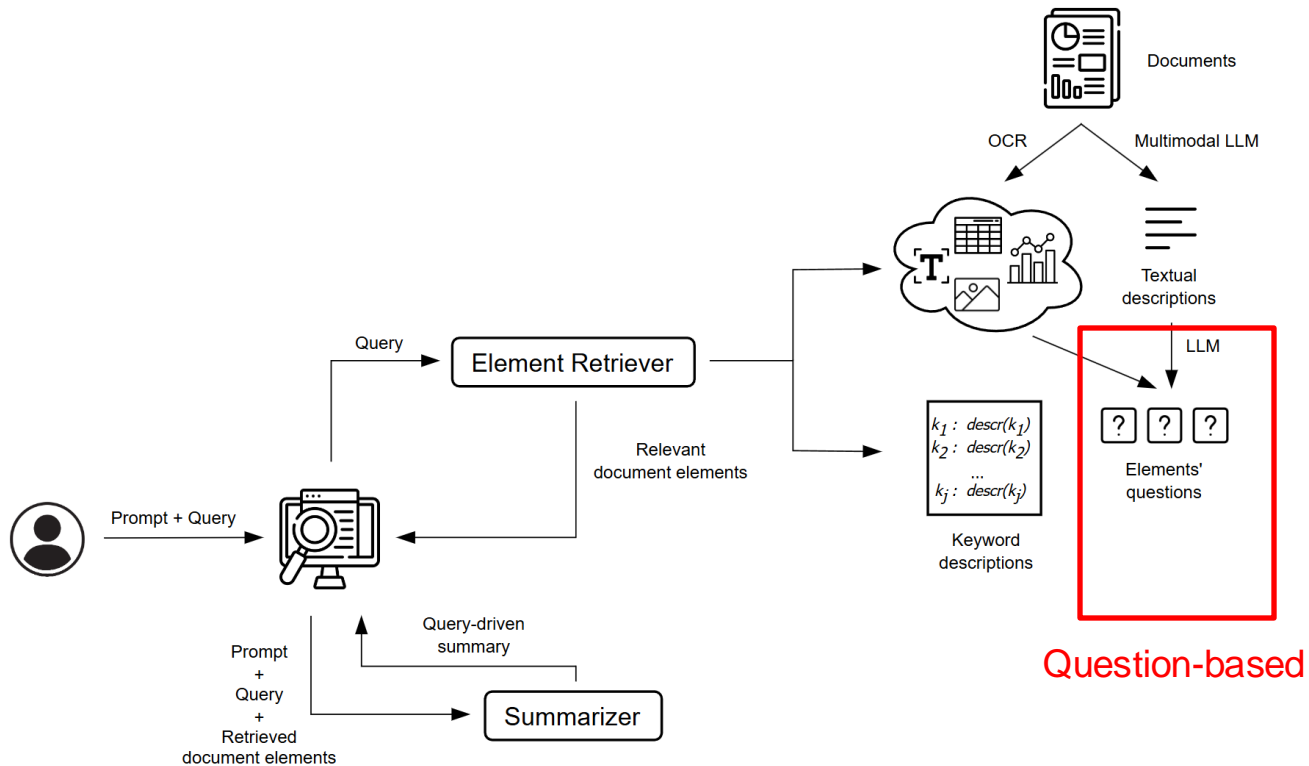 Documents
OCR
Multimodal LLM
T
Textual
descriptions
Query
Element Retriever
LLM
k1 : descr(k1)
k2 : descr(k2)
...
kj : descr(kj)
? ? ?
Relevant
document elements
Elements'
questions
Prompt + Query
Keyword
descriptions
Query-driven
summary
Prompt
+
Query
+
Retrieved
document elements
Summarizer
Question-based